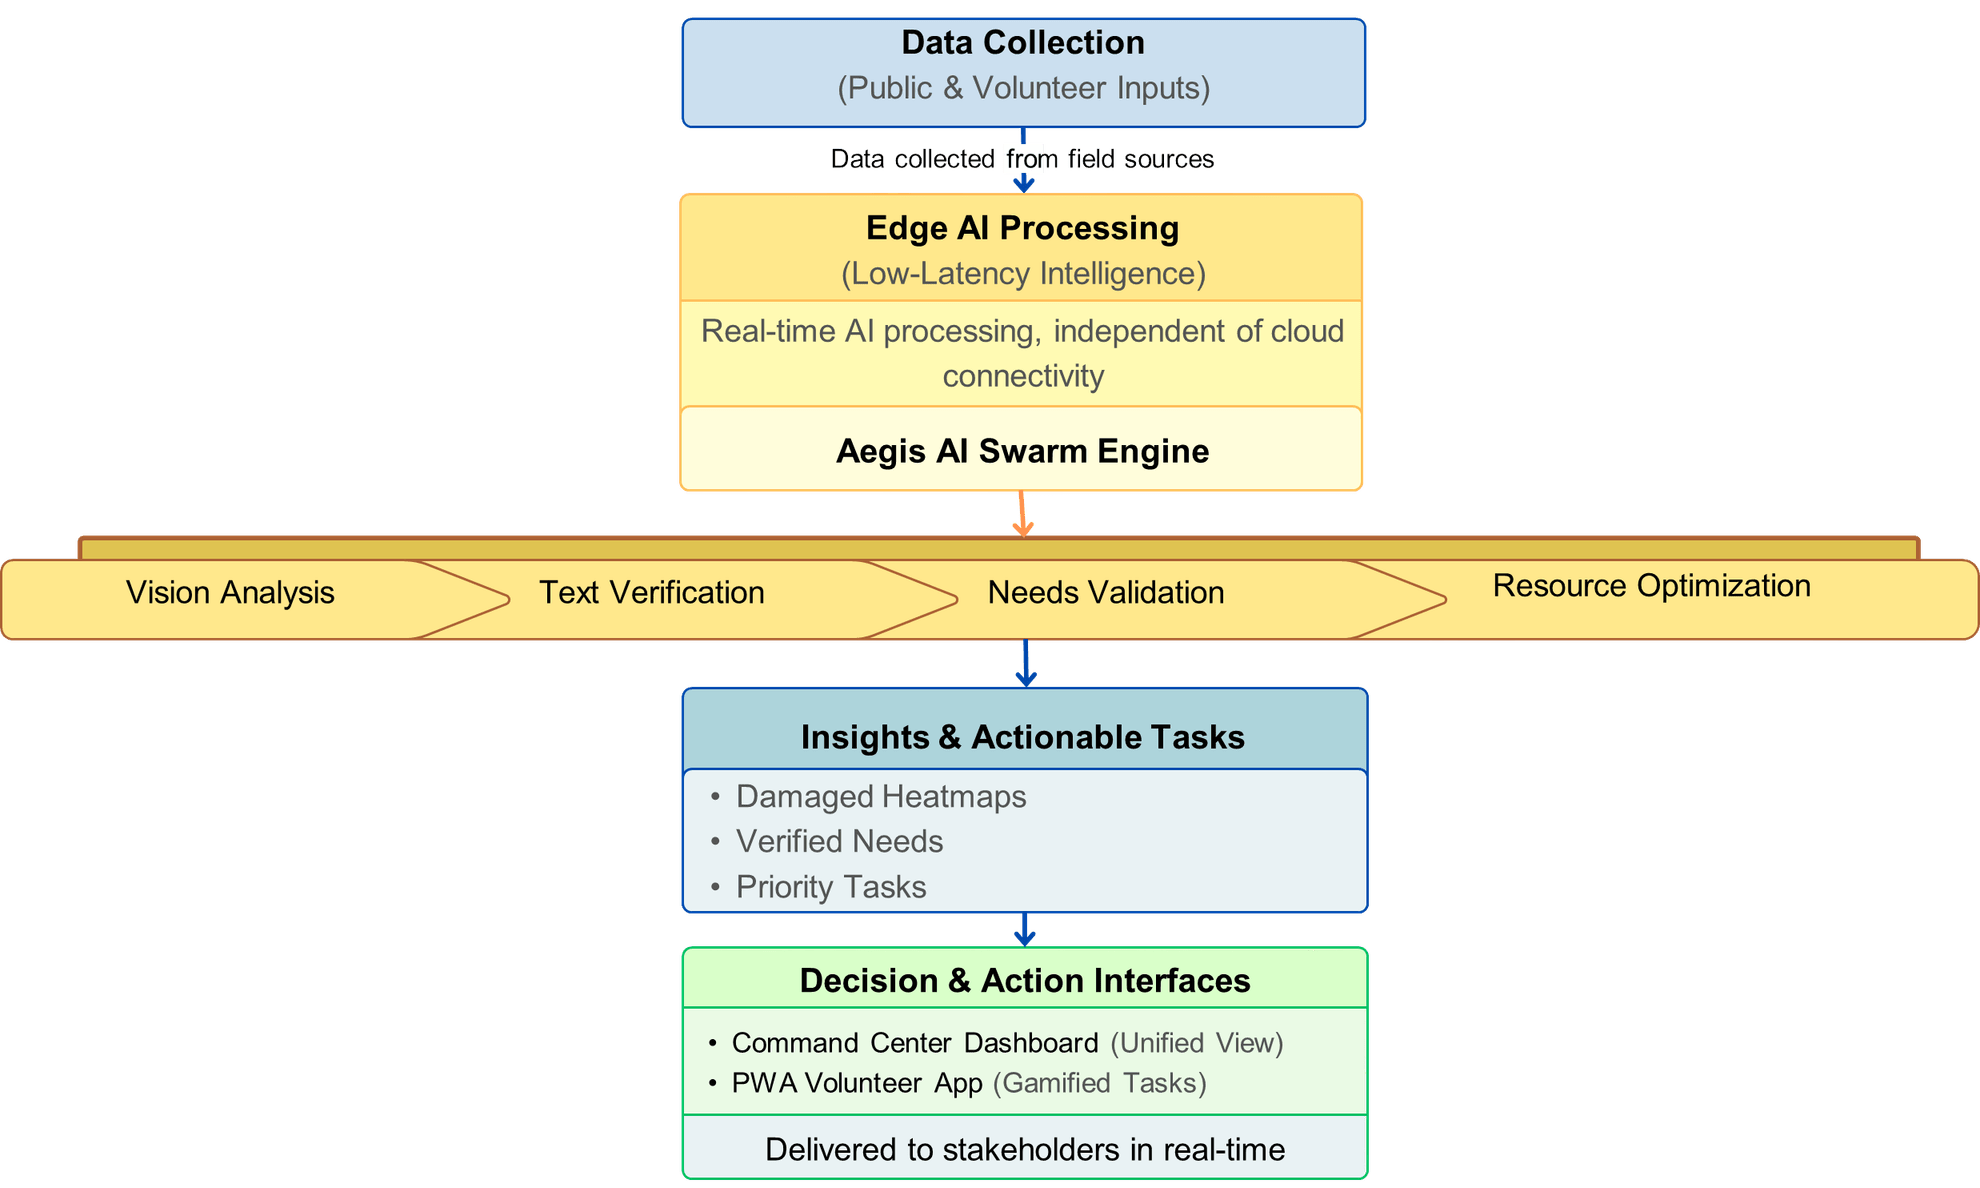 Data Collection
(Public & Volunteer Inputs)
Data collected from field sources
Edge AI Processing
(Low-Latency Intelligence)
Real-time AI processing, independent of cloud
connectivity
Aegis AI Swarm Engine
Vision Analysis
Text Verification
Needs Validation
Resource Optimization
Insights & Actionable Tasks
• Damaged Heatmaps
• Verified Needs
• Priority Tasks
Decision & Action Interfaces
• Command Center Dashboard (Unified View)
• PWA Volunteer App (Gamified Tasks)
Delivered to stakeholders in real-time